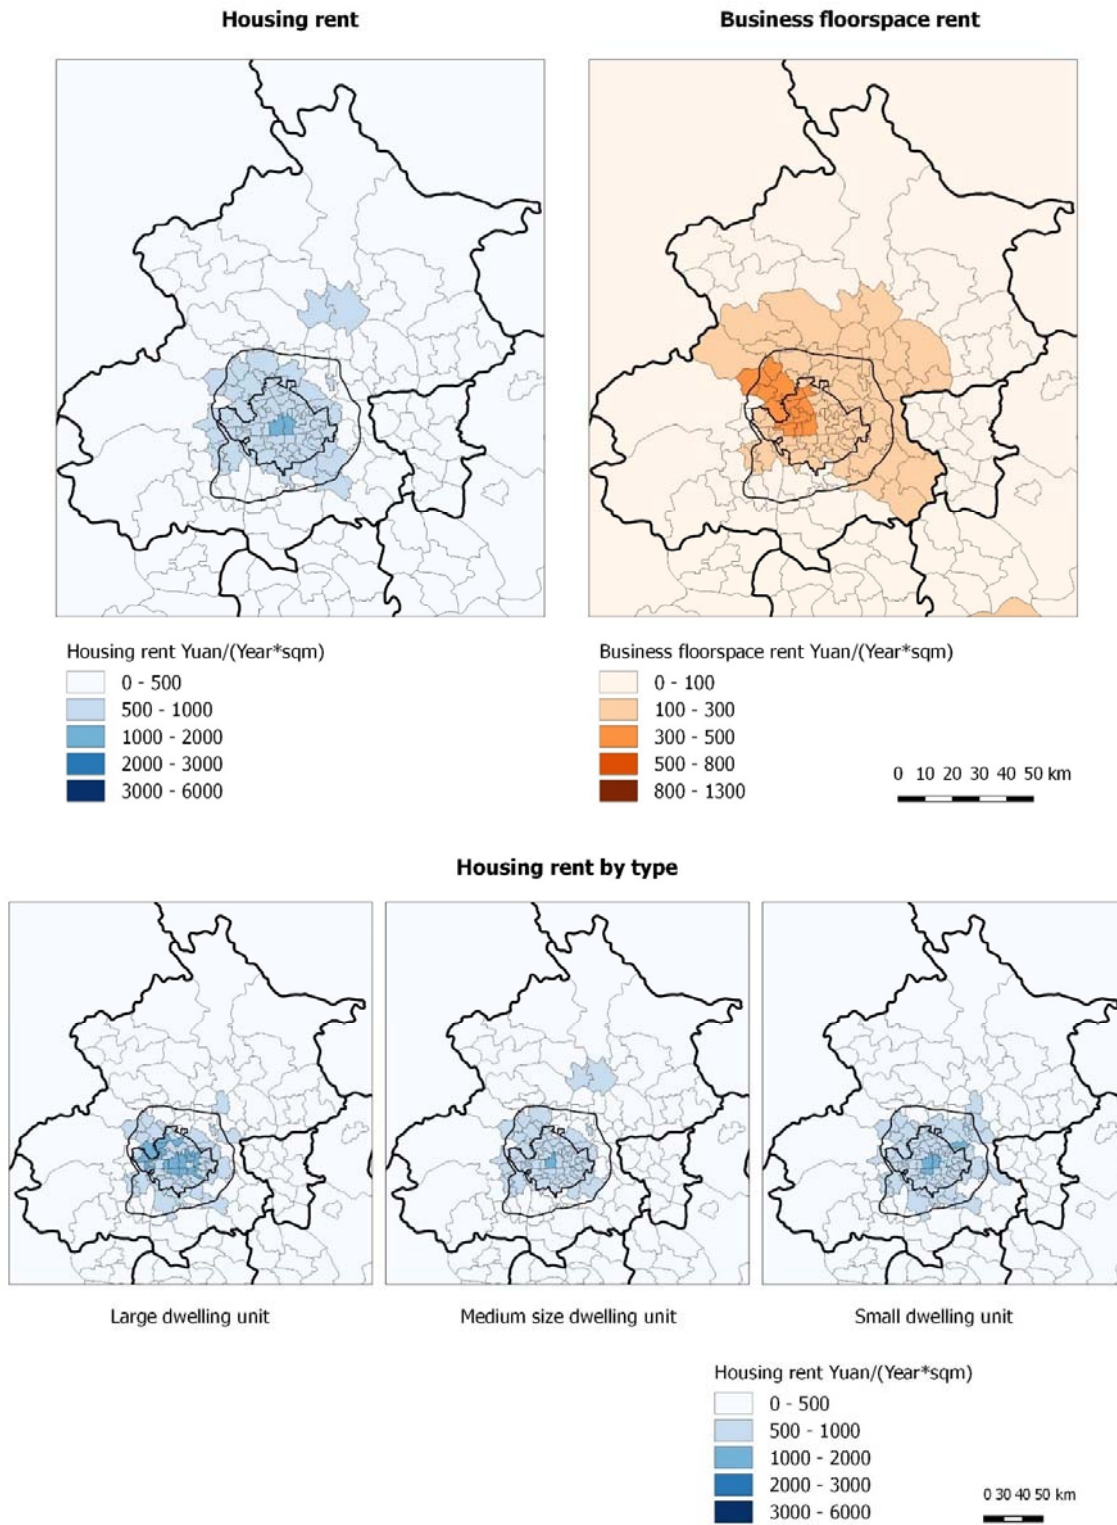 Housing rent
Business floorspace rent
Housing rent Yuan/(Year*sqm)
0 - 500
500 - 1000
1000 - 2000
2000 - 3000
3000 - 6000
Business floorspace rent Yuan/(Year*sqm)
0 - 100
100 - 300
300 - 500
500 - 800
800 - 1300
0 10 20 30 40 50 km
Housing rent by type
Large dwelling unit
Medium size dwelling unit
Small dwelling unit
Housing rent Yuan/(Year*sqm)
0 - 500
500 - 1000
1000 - 2000
2000 - 3000
3000 - 6000
0 30 40 50 km